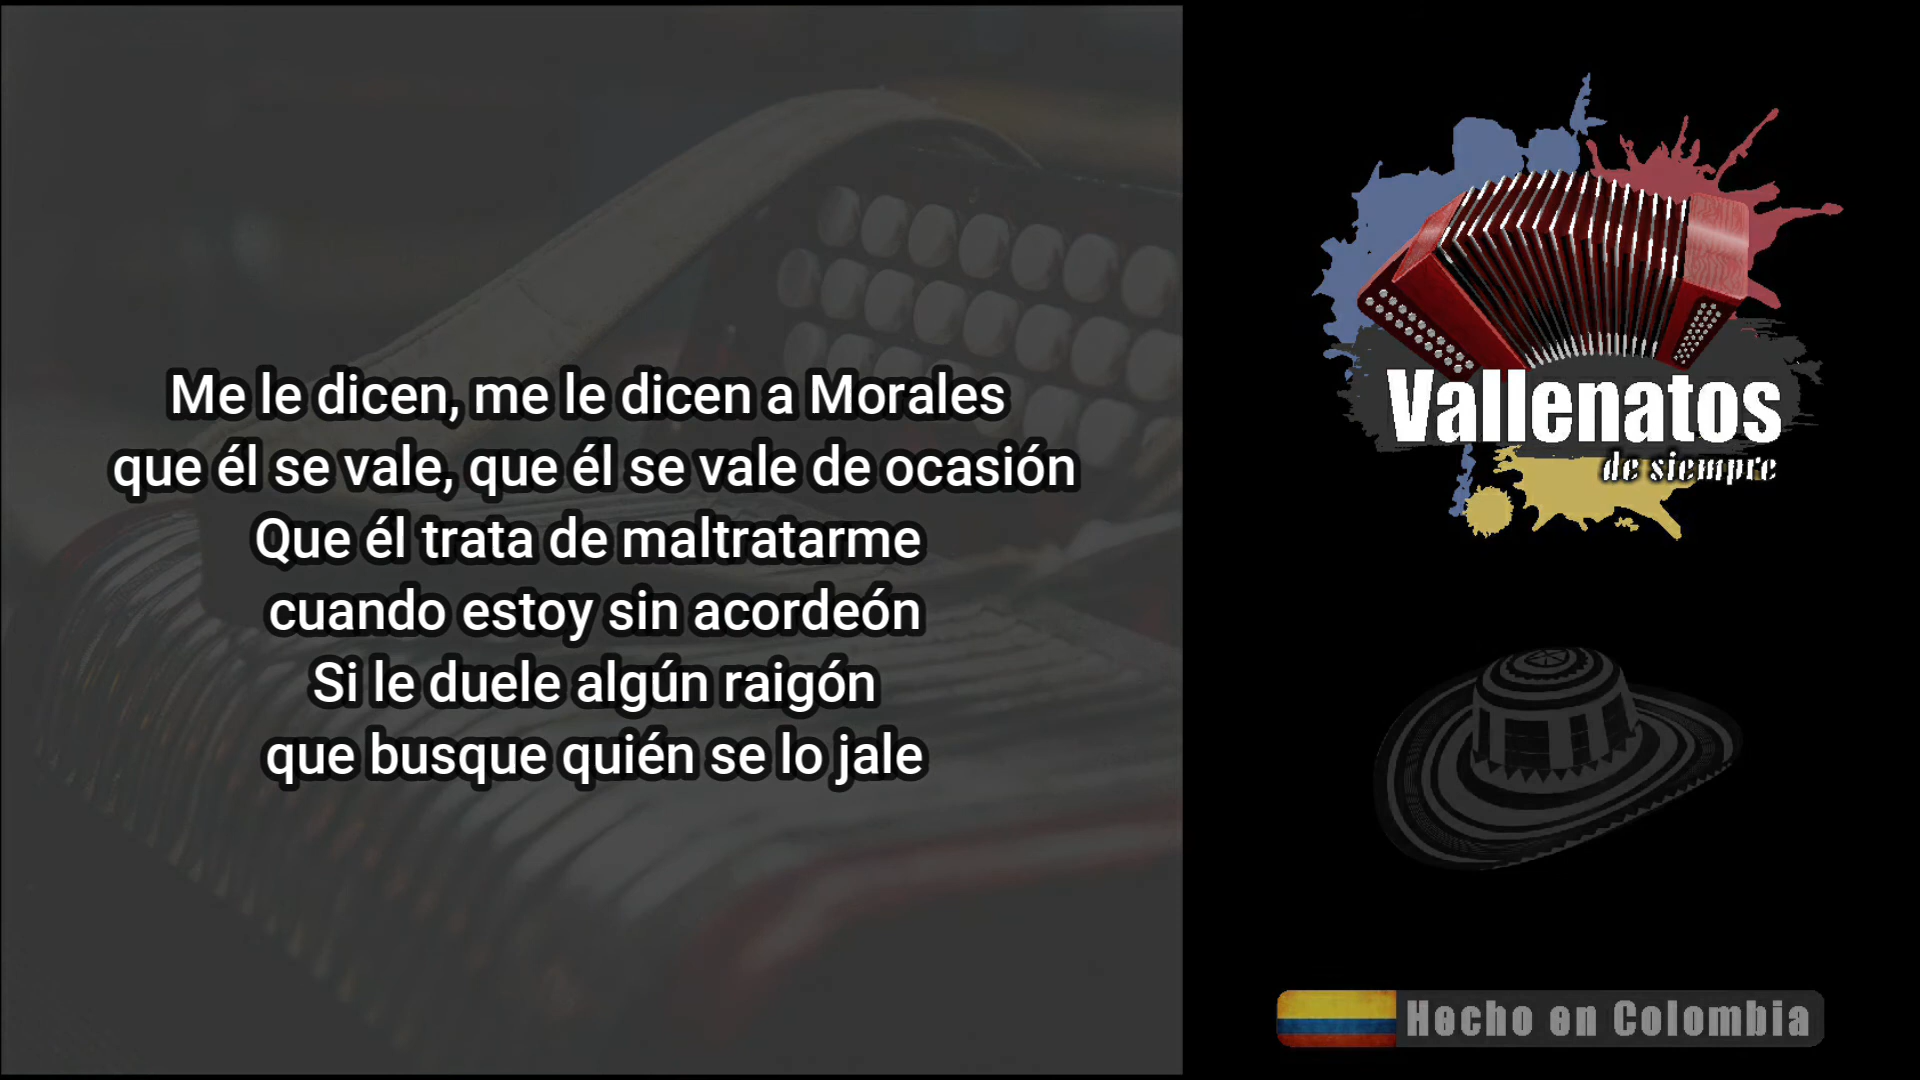 Me le dicen, me le dicen a Morales
que él se vale, que él se vale de ocasión
Que él trata de maltratarme
cuando estoy sin acordeón
Si le duele algún raigón
que busque quién se lo jale
Vallenatos
de siempre
Hecho en Colombia